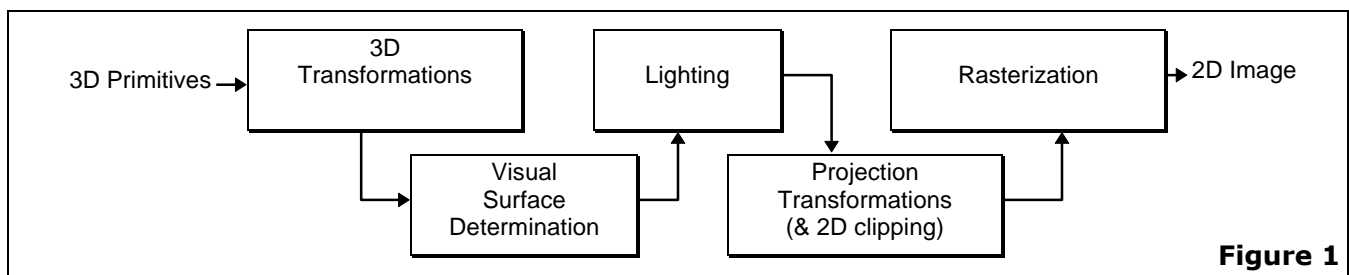 3D Primitives
3D
Transformations
Visual
Surface
Determination
Lighting
Projection
Transformations
(& 2D clipping)
Rasterization
2D Image
Figure 1